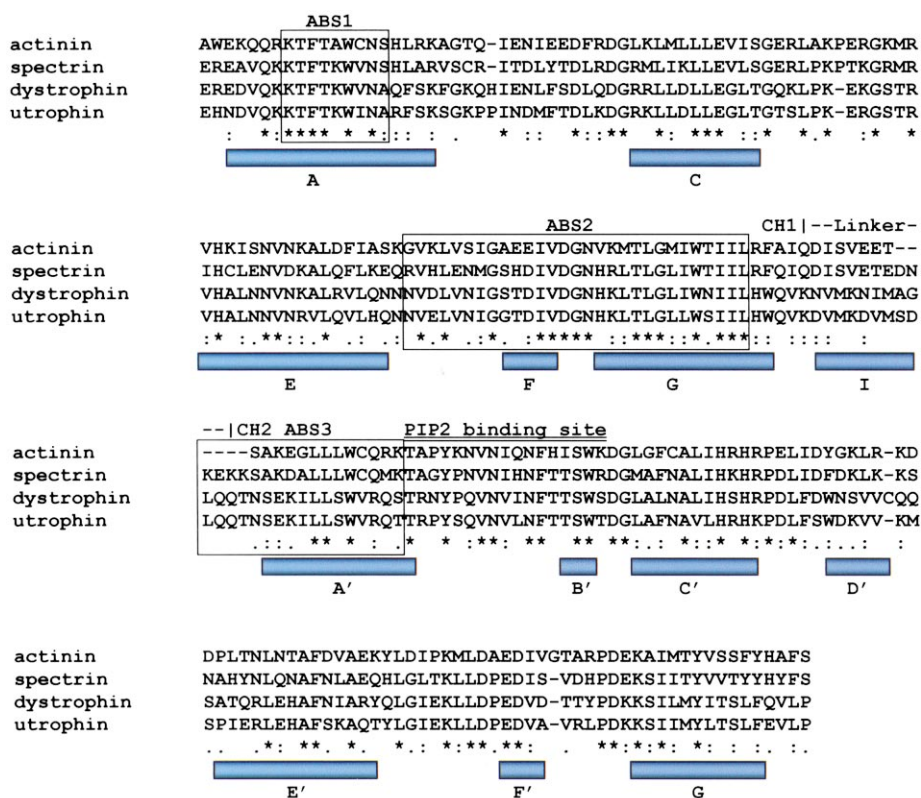 ABS1
actinin AWEKQQRKTFTAWCNSHLRKAGTQ-IENIEEDFRDGLKLMLLLEVISGERLAKPERGKMR
spectrin EREAVQKKTFTKWVNSHLARVSCR-ITDLYTDLRDGRMLIKLLEVLSGERLPKPTKGRMR
dystrophin EREDVQKKTFTKWVNAQFSKFGKQHIENLFSDLQDGRRLLDLLEGLTGQKLPK-EKGSTR
utrophin EHNDVQKKTFTKWINARFSKSGKPPINDMFTDLKDGRKLLDLLEGLTGTSLPK-ERGSTR
: *: **** * *: :: : . * :: *: ** *: *** ::* .* * .* *
A C
ABS2 CH1|--Linker-
actinin VHKISNVNKALDFIASKGVKLVSIGAEEIVDGNVKMTLGMIWTIILRFAIQDISVEET--
spectrin IHCLENVDKALQFLKEQRVHLENMGSHDIVDGNHRLTLGLIWTIILRFQIQDISVETEDN
dystrophin VHALNNVNKALRVLQNNNVDLVNIGSTDIVDGNHKLTLGLIWNIILHWQVKNVMKNIMAG
utrophin VHALNNVNRVLQVLHQNNVELVNIGGTDIVDGNHKLTLGLLWSIILHWQVKDVMKDVMSD
:* :.**::.* .: .: *.* .:*. :***** ::***::*.***:: ::::  :
E F G I
--|CH2 ABS3 PIP2 binding site
actinin ----SAKEGLLLWCQRKTAPYKNVNIQNFHISWKDGLGFCALIHRHRPELIDYGKLR-KD
spectrin KEKKSAKDALLLWCQMKTAGYPNVNIHNFTTSWRDGMAFNALIHKHRPDLIDFDKLK-KS
dystrophin LQQTNSEKILLSWVRQSTRNYPQVNVINFTTSWSDGLALNALIHSHRPDLFDWNSVVCQQ
utrophin LQQTNSEKILLSWVRQTTRPYSQVNVLNFTTSWTDGLAFNAVLHRHKPDLFSWDKVV-KM
.::. ** * : .* * :**: ** ** **:.: *::* *:*:*:.: ..: :
A' B' C' D'
actinin DPLTNLNTAFDVAEKYLDIPKMLDAEDIVGTARPDEKAIMTYVSSFYHAFS
spectrin NAHYNLQNAFNLAEQHLGLTKLLDPEDIS-VDHPDEKSIITYVVTYYHYFS
dystrophin SATQRLEHAFNIARYQLGIEKLLDPEDVD-TTYPDKKSILMYITSLFQVLP
utrophin SPIERLEHAFSKAQTYLGIEKLLDPEDVA-VRLPDKKSIIMYLTSLFEVLP
. . .*: **. *. *.: *:** **: . **:*:*: *: : :. :.
E' F' G